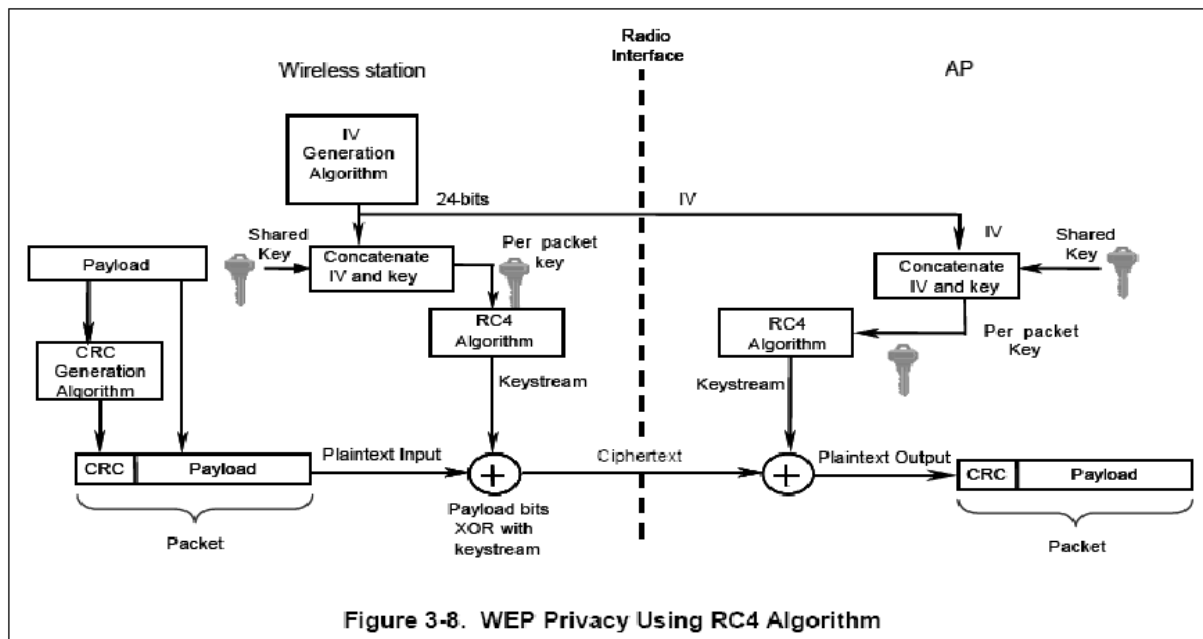 Radio
Interface
Wireless station
AP
IV
Generation
Algorithm
24-bits
IV
IV
Shared
Key
Concatenate
IV and key
Per packet
key
Shared
Key
Concatenate
IV and key
Payload
RC4
Algorithm
RC4
Algorithm
Per packet
Key
CRC
Generation
Algorithm
Keystream
Keystream
CRC
Payload
Plaintext Input
Ciphertext
Plaintext Output
CRC
Payload
Packet
Payload bits
XOR with
keystream
Packet
Figure 3-8. WEP Privacy Using RC4 Algorithm